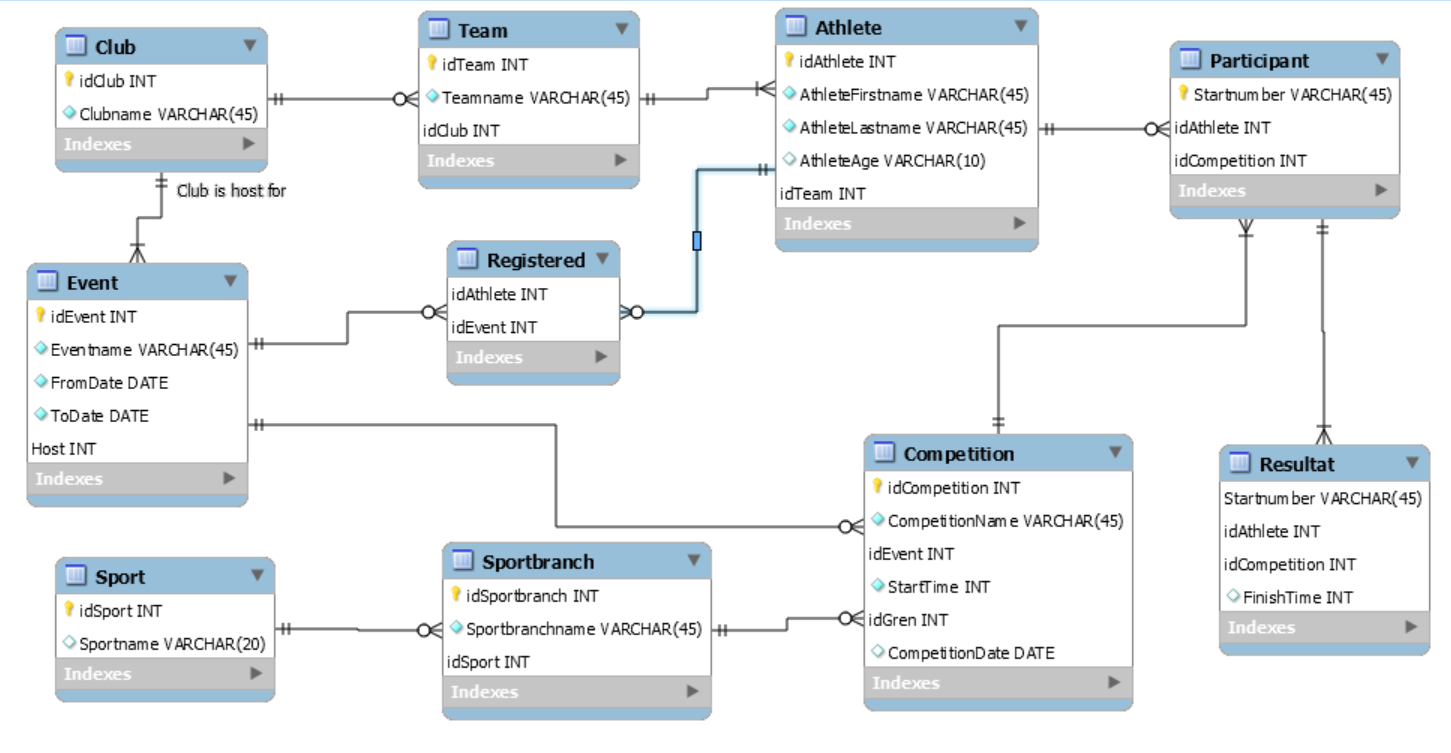 Club
idClub INT
Clubname VARCHAR(45)
Indexes
Team
idTeam INT
Teamname VARCHAR(45)
idClub INT
Indexes
Athlete
idAthlete INT
AthleteFirstname VARCHAR(45)
AthleteLastname VARCHAR(45)
AthleteAge VARCHAR(10)
idTeam INT
Indexes
Participant
Startnumber VARCHAR(45)
idAthlete INT
idCompetition INT
Indexes
Club is host for
Event
idEvent INT
Eventname VARCHAR(45)
FromDate DATE
ToDate DATE
Host INT
Indexes
Registered
idAthlete INT
idEvent INT
Indexes
Competition
idCompetition INT
CompetitionName VARCHAR(45)
idEvent INT
StartTime INT
idGren INT
CompetitionDate DATE
Indexes
Resultat
Startnumber VARCHAR(45)
idAthlete INT
idCompetition INT
FinishTime INT
Indexes
Sport
idSport INT
Sportname VARCHAR(20)
Indexes
Sportbranch
idSportbranch INT
Sportbranchname VARCHAR(45)
idSport INT
Indexes